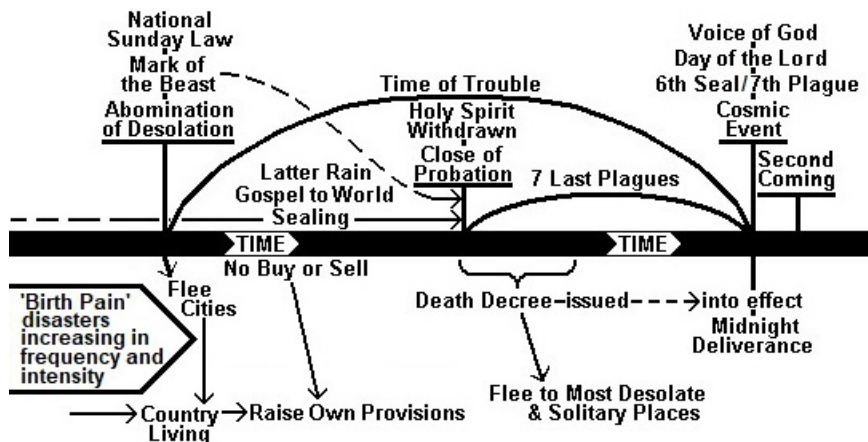 National
Sunday Law
Mark of
the Beast
Abomination
of Desolation
Time of Trouble
Holy Spirit
Withdrawn
Close of
Probation
Latter Rain
Gospel to World
Sealing
7 Last Plagues
Voice of God
Day of the Lord
6th Seal/7th Plague
Cosmic
Event
Second
Coming
TIME
TIME
No Buy or Sell
Flee
Cities
'Birth Pain'
disasters
increasing in
frequency and
intensity
Country
Living
Raise Own Provisions
Death Decree-issued
into effect
Midnight
Deliverance
Flee to Most Desolate
& Solitary Places